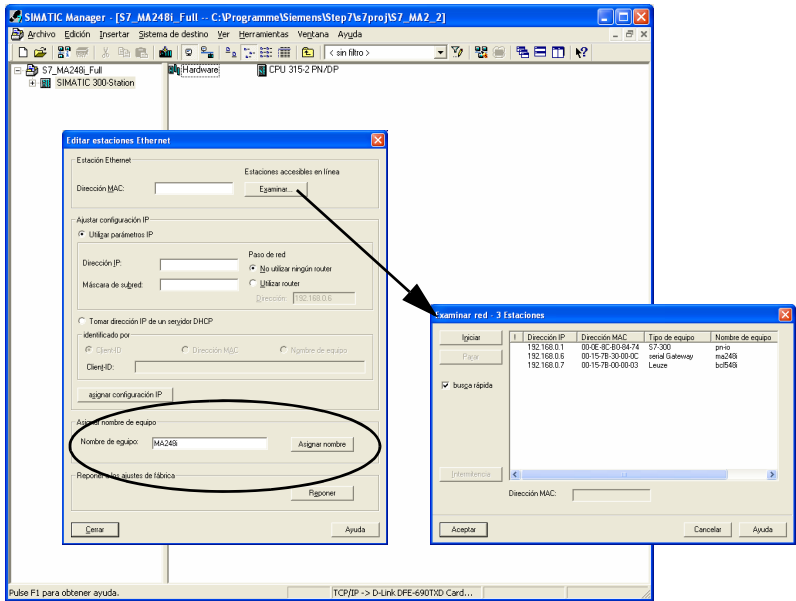 SIMATIC Manager - [S7_MA248i_Full -- C:\Programme\Siemens\Step7\s7proj\S7_MA2_2]
Archivo Edición Insertar Sistema de destino Ver Herramientas Ventana Ayuda
< sin filtro >
S7_MA248i_Full
SIMATIC 300-Station
Hardware
CPU 315-2 PN/DP
Editar estaciones Ethernet
Estación Ethernet
Estaciones accesibles en línea
Dirección MAC:
Examinar...
Ajustar configuración IP
Utilizar parámetros IP
Dirección IP:
Máscara de subred:
Paso de red
No utilizar ningún router
Utilizar router
Dirección: 192.168.0.6
Tomar dirección IP de un servidor DHCP
identificado por
Client-ID
Dirección MAC
Nombre de equipo
Client-ID:
asignar configuración IP
Asignar nombre de equipo
Nombre de equipo: MA248i
Asignar nombre
Reponer a los ajustes de fábrica
Reponer
Cerrar
Ayuda
Examinar red - 3 Estaciones
Iniciar
Parar
busca rápida
Intermitencia
! Dirección IP Dirección MAC Tipo de equipo Nombre de equipo
192.168.0.1 00-0E-8C-B0-84-74 S7-300 pn-io
192.168.0.6 00-15-7B-30-00-0C serial Gateway ma248i
192.168.0.7 00-15-7B-00-00-03 Leuze bcl548i
Dirección MAC:
Aceptar
Cancelar
Ayuda
Pulse F1 para obtener ayuda.
TCP/IP -> D-Link DFE-690TXD Card...